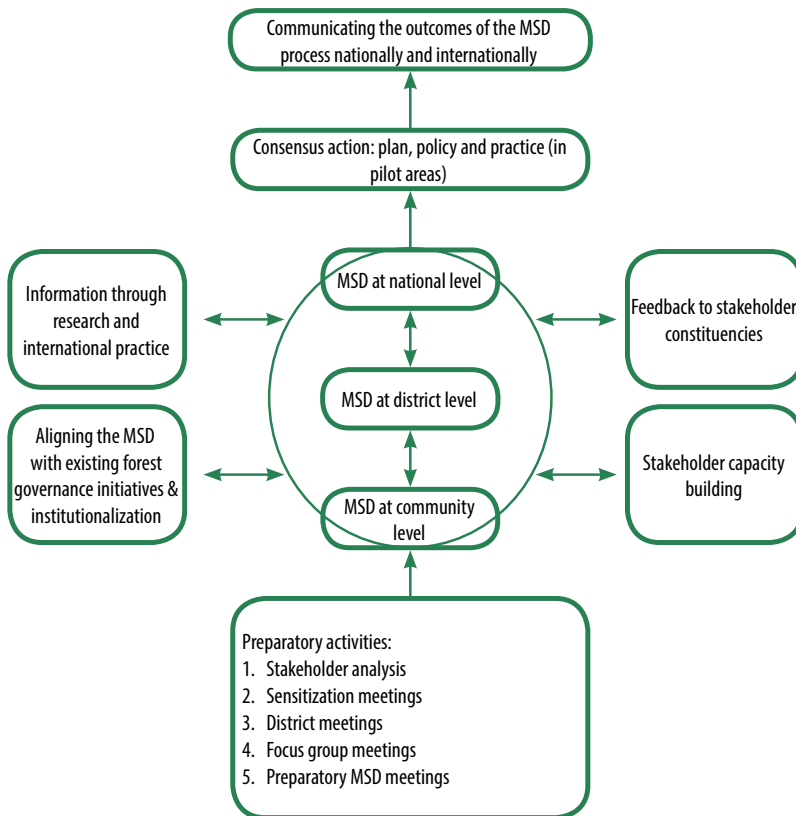 Communicating the outcomes of the MSD
process nationally and internationally
Consensus action: plan, policy and practice (in
pilot areas)
MSD at national level
Information through
research and
international practice
Feedback to stakeholder
constituencies
MSD at district level
Aligning the MSD
with existing forest
governance initiatives &
institutionalization
Stakeholder capacity
building
MSD at community
level
Preparatory activities:
1. Stakeholder analysis
2. Sensitization meetings
3. District meetings
4. Focus group meetings
5. Preparatory MSD meetings